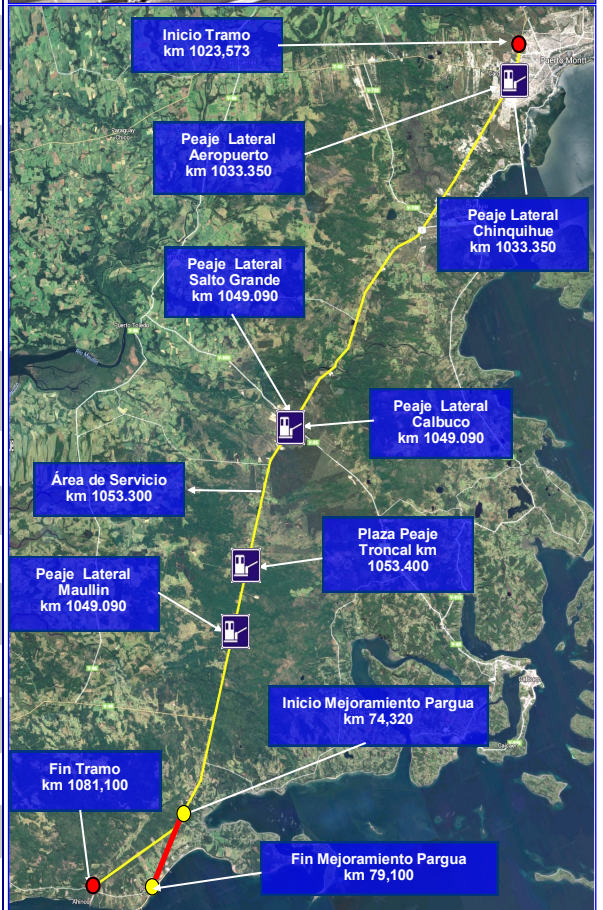 Inicio Tramo
km 1023,573
Puerto Montt
Peaje Lateral
Aeropuerto
km 1033.350
Peaje Lateral
Chinquihue
km 1033.350
Peaje Lateral
Salto Grande
km 1049.090
Peaje Lateral
Calbuco
km 1049.090
Área de Servicio
km 1053.300
Plaza Peaje
Troncal km
1053.400
Peaje Lateral
Maullin
km 1049.090
Inicio Mejoramiento Pargua
km 74,320
Fin Tramo
km 1081,100
Fin Mejoramiento Pargua
km 79,100